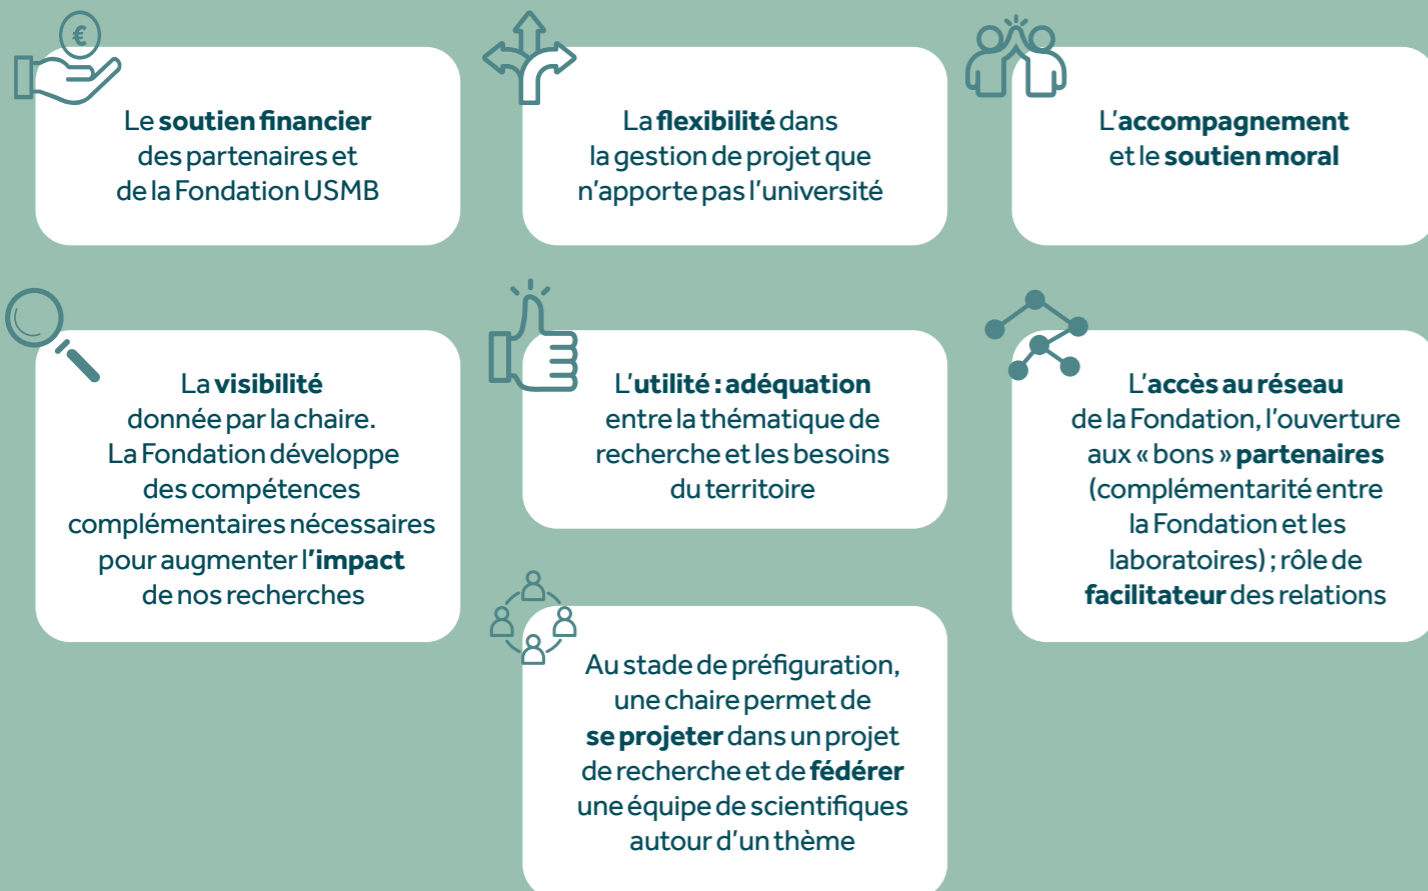 €
Le soutien financier
des partenaires et
de la Fondation USMB
La flexibilité dans
la gestion de projet que
n'apporte pas l'université
L'accompagnement
et le soutien moral
La visibilité
donnée par la chaire.
La Fondation développe
des compétences
complémentaires nécessaires
pour augmenter l'impact
de nos recherches
L'utilité : adéquation
entre la thématique de
recherche et les besoins
du territoire
L'accès au réseau
de la Fondation, l'ouverture
aux « bons » partenaires
(complémentarité entre
la Fondation et les
laboratoires) ; rôle de
facilitateur des relations
Au stade de préfiguration,
une chaire permet de
se projeter dans un projet
de recherche et de fédérer
une équipe de scientifiques
autour d'un thème